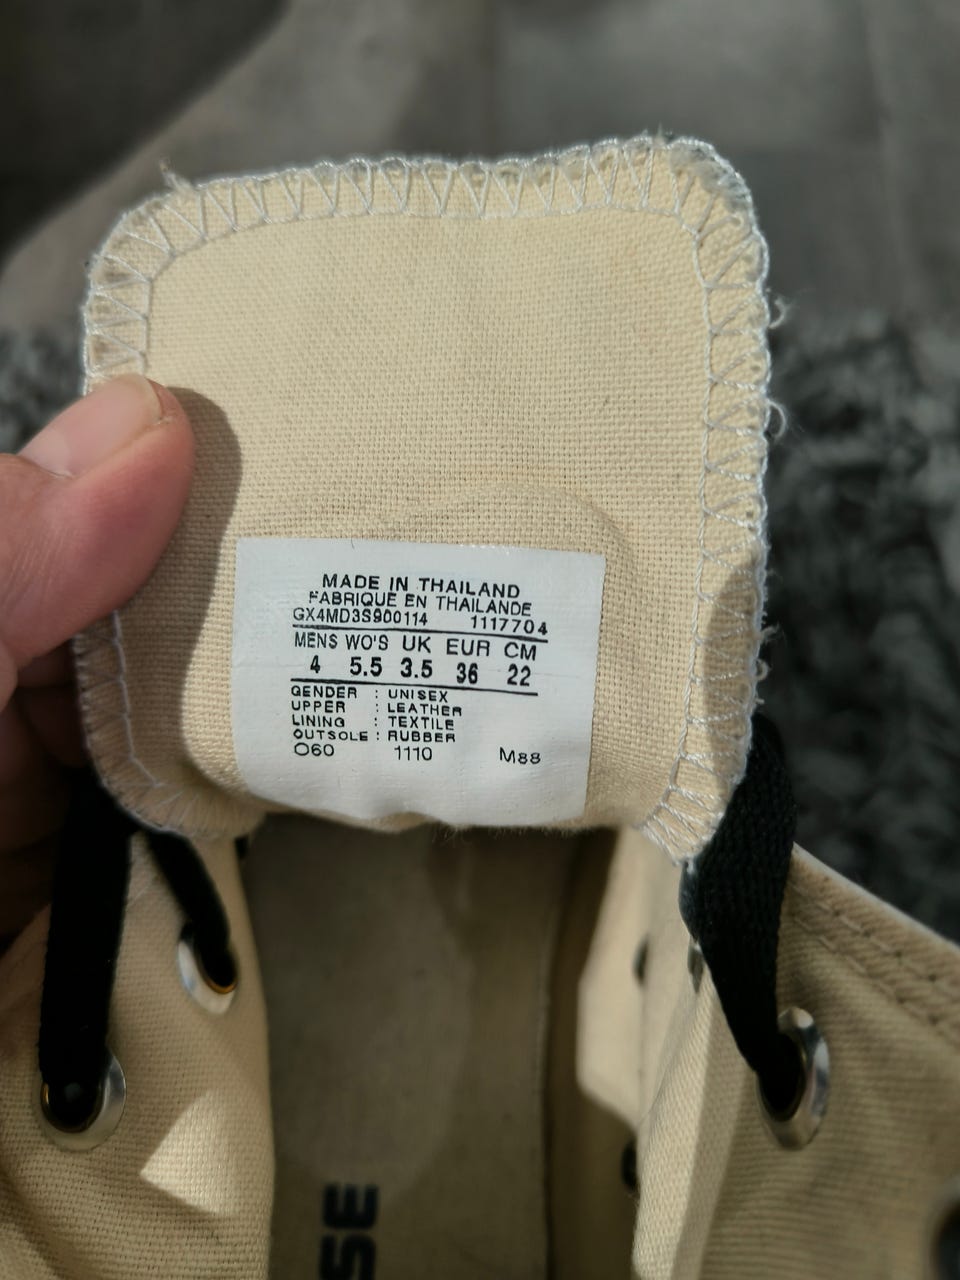 MADE IN THAILAND
FABRIQUE EN THAILANDE
GX4MD3S900114 1117704
MENS WO'S UK EUR CM
4 5.5 3.5 36 22
GENDER : UNISEX
UPPER : LEATHER
LINING : TEXTILE
OUTSOLE : RUBBER
O60 1110 M88
SE